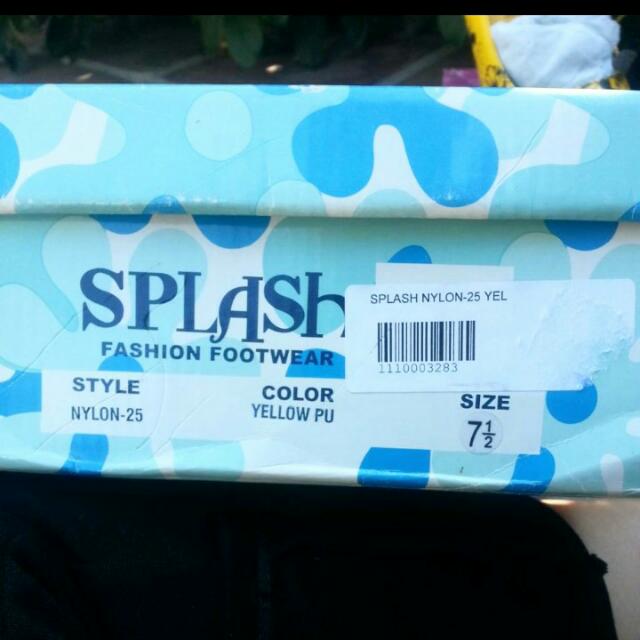 SPLASh
FASHION FOOTWEAR
SPLASH NYLON-25 YEL
1110003283
STYLE
NYLON-25
COLOR
YELLOW PU
SIZE
7½